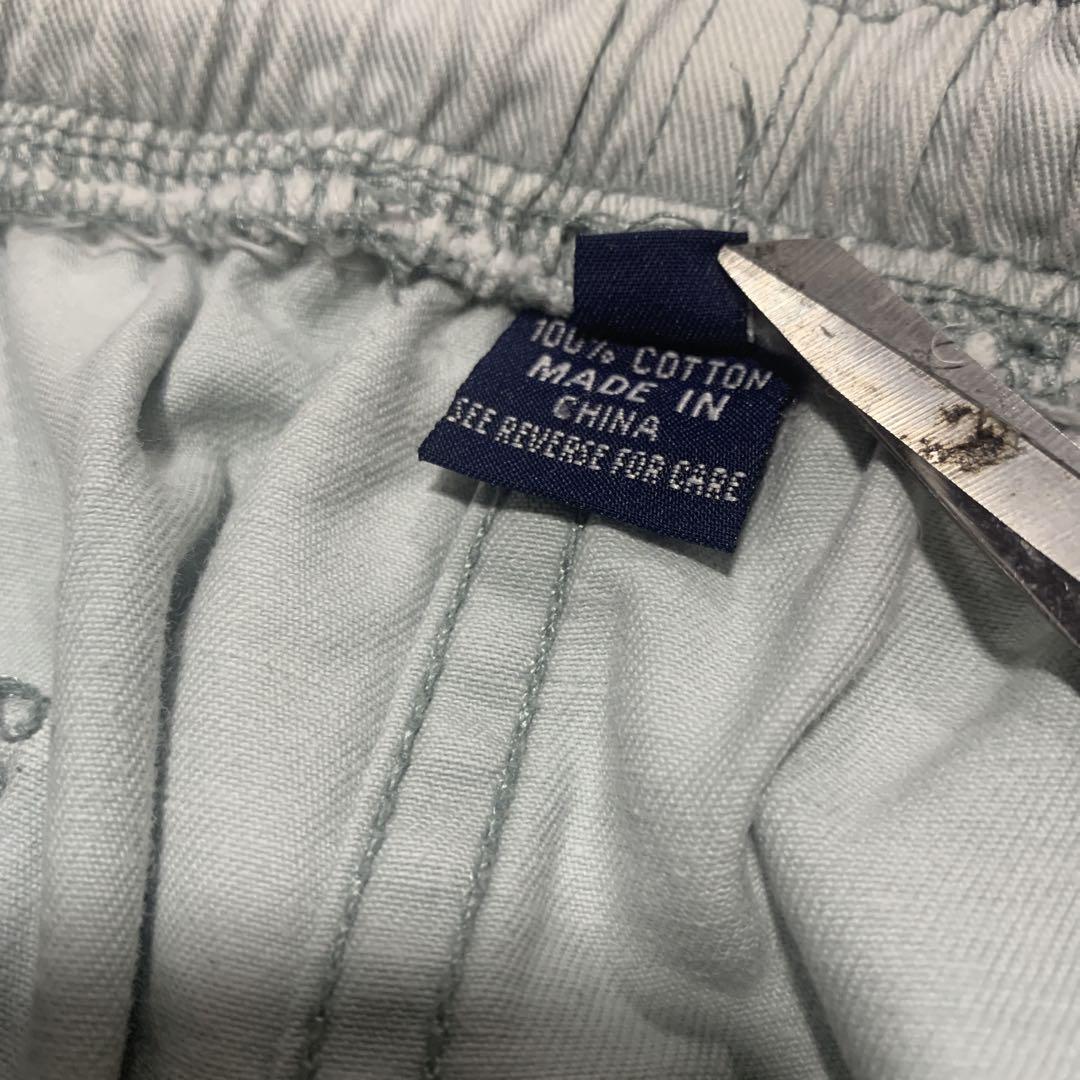 100% COTTON
MADE IN
CHINA
SEE REVERSE FOR CARE